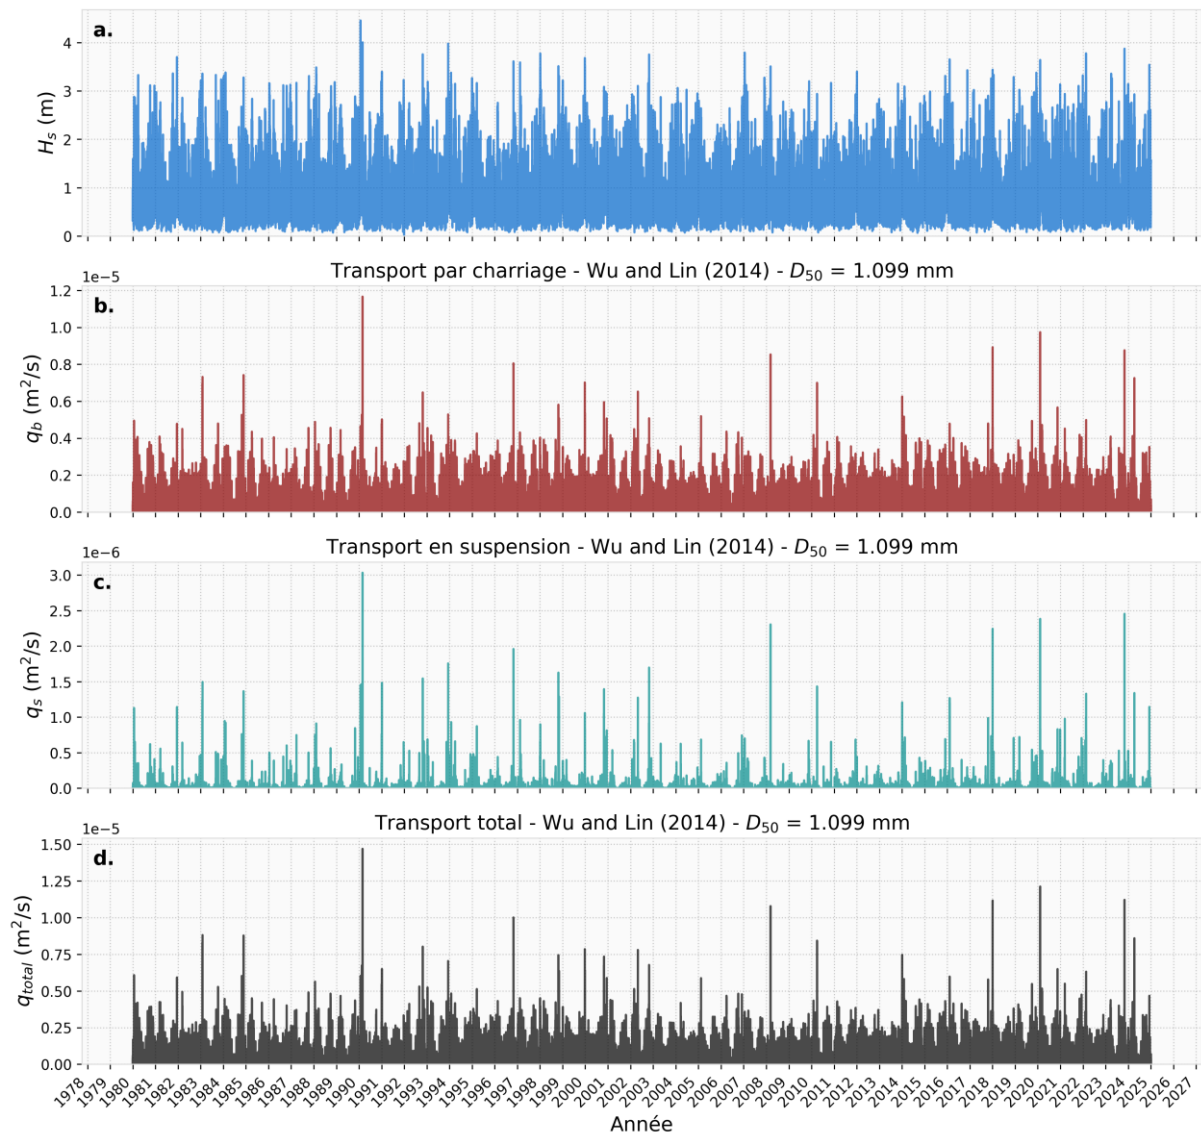 a.
4
3
2
1
0
H_s (m)
Transport par charriage - Wu and Lin (2014) - D_50 = 1.099 mm
1e-5
b.
1.2
1.0
0.8
0.6
0.4
0.2
0.0
q_b (m²/s)
Transport en suspension - Wu and Lin (2014) - D_50 = 1.099 mm
1e-6
c.
3.0
2.5
2.0
1.5
1.0
0.5
0.0
q_s (m²/s)
Transport total - Wu and Lin (2014) - D_50 = 1.099 mm
1e-5
d.
1.50
1.25
1.00
0.75
0.50
0.25
0.00
q_total (m²/s)
1978 1979 1980 1981 1982 1983 1984 1985 1986 1987 1988 1989 1990 1991 1992 1993 1994 1995 1996 1997 1998 1999 2000 2001 2002 2003 2004 2005 2006 2007 2008 2009 2010 2011 2012 2013 2014 2015 2016 2017 2018 2019 2020 2021 2022 2023 2024 2025 2026 2027
Année